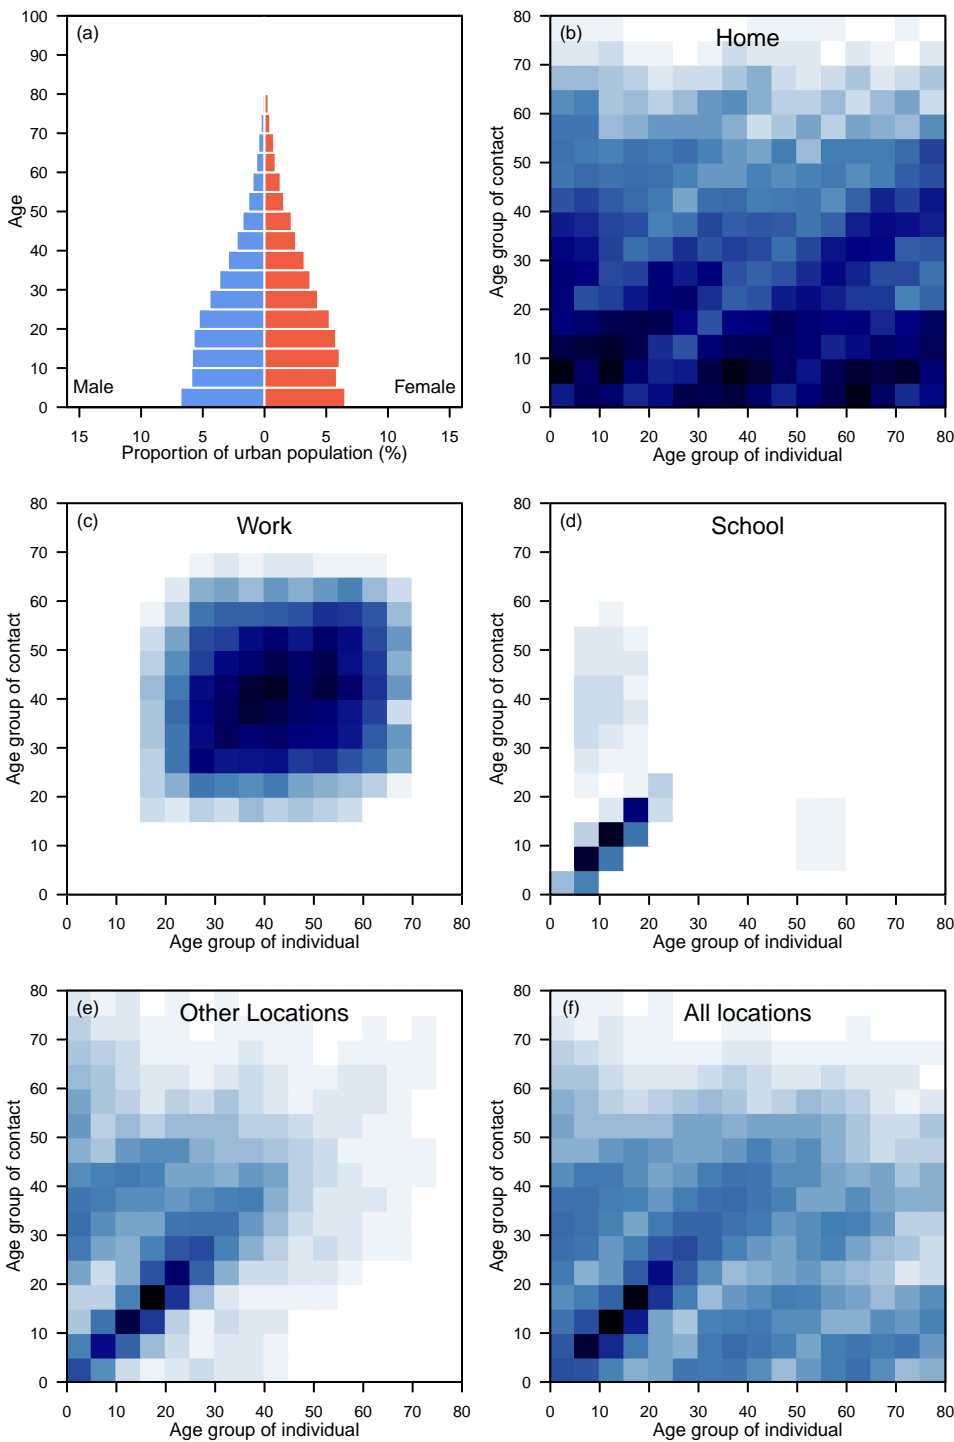 (a)
100
90
80
70
60
50
40
30
20
10
0
Age
Male
Female
15 10 5 0 5 10 15
Proportion of urban population (%)
(b)
Home
80
70
60
50
40
30
20
10
0
Age group of contact
0 10 20 30 40 50 60 70 80
Age group of individual
(c)
Work
80
70
60
50
40
30
20
10
0
Age group of contact
0 10 20 30 40 50 60 70 80
Age group of individual
(d)
School
80
70
60
50
40
30
20
10
0
Age group of contact
0 10 20 30 40 50 60 70 80
Age group of individual
(e)
Other Locations
80
70
60
50
40
30
20
10
0
Age group of contact
0 10 20 30 40 50 60 70 80
Age group of individual
(f)
All locations
80
70
60
50
40
30
20
10
0
Age group of contact
0 10 20 30 40 50 60 70 80
Age group of individual